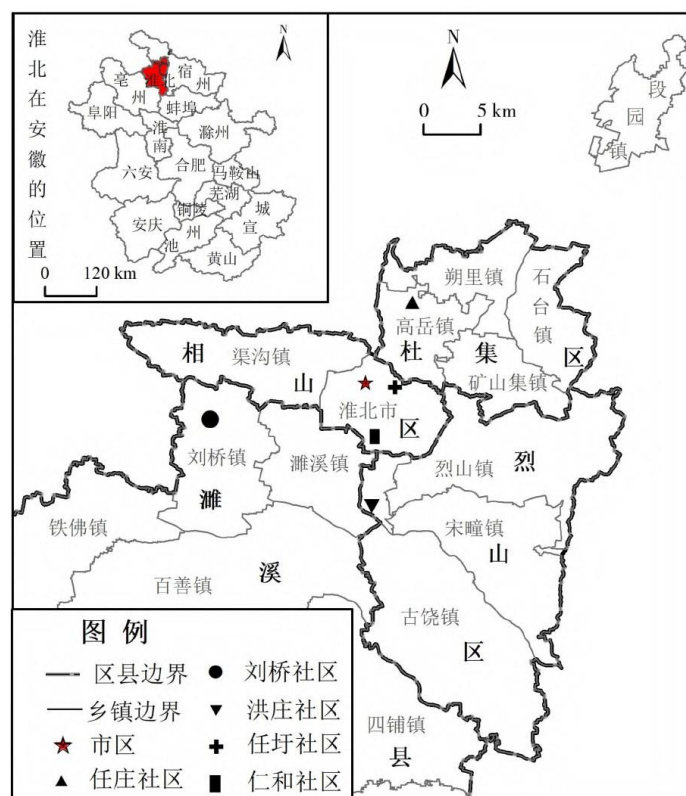 淮北在安徽的位置
N
亳州
淮北
宿州
阜阳
蚌埠
淮南
滁州
六安
合肥
马鞍山
芜湖
铜陵
安庆
池州
宣城
黄山
0 120 km
N
0 5 km
段园镇
朔里镇
石台镇
高岳镇
杜集区
矿山集镇
相山区
渠沟镇
淮北市
刘桥镇
濉溪镇
烈山镇
烈山区
宋疃镇
铁佛镇
濉溪县
百善镇
古饶镇
四铺镇
图 例
区县边界
刘桥社区
乡镇边界
洪庄社区
市区
任圩社区
任庄社区
仁和社区